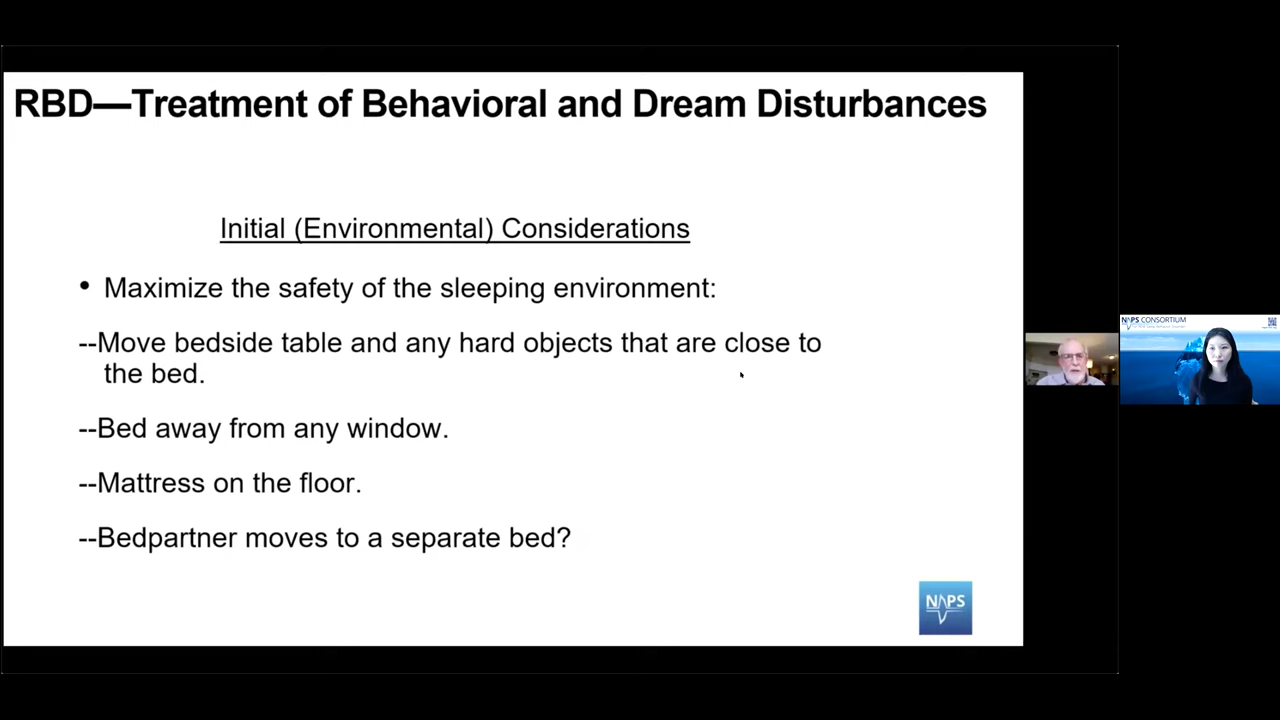 RBD—Treatment of Behavioral and Dream Disturbances
Initial (Environmental) Considerations
• Maximize the safety of the sleeping environment:
--Move bedside table and any hard objects that are close to
the bed.
--Bed away from any window.
--Mattress on the floor.
--Bedpartner moves to a separate bed?
NAPS
NAPS CONSORTIUM